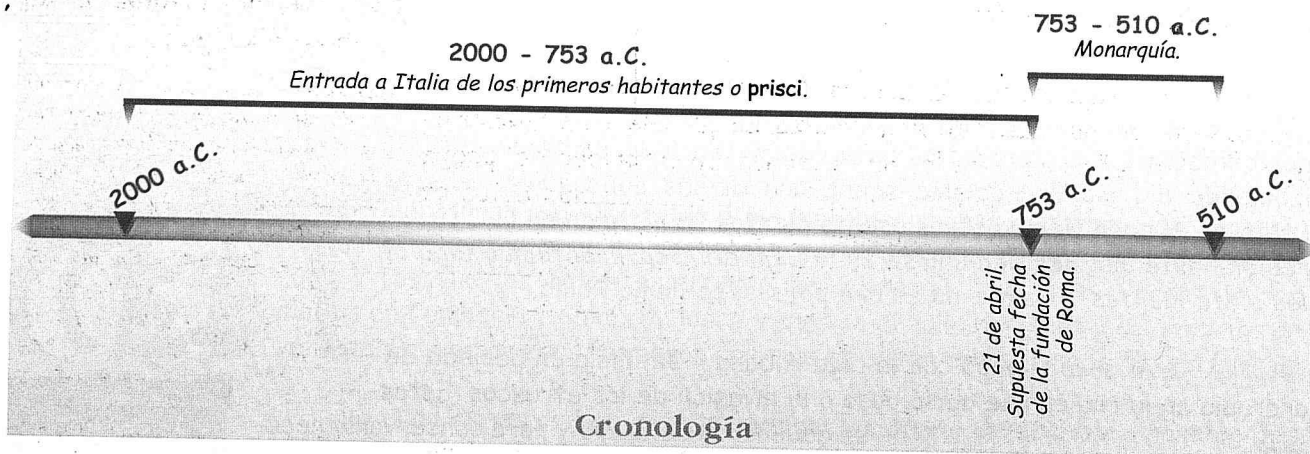 753 - 510 a.C.
Monarquía.
2000 - 753 a.C.
Entrada a Italia de los primeros habitantes o prisci.
2000 a.C.
753 a.C.
510 a.C.
21 de abril.
Supuesta fecha
de la fundación
de Roma.
Cronología